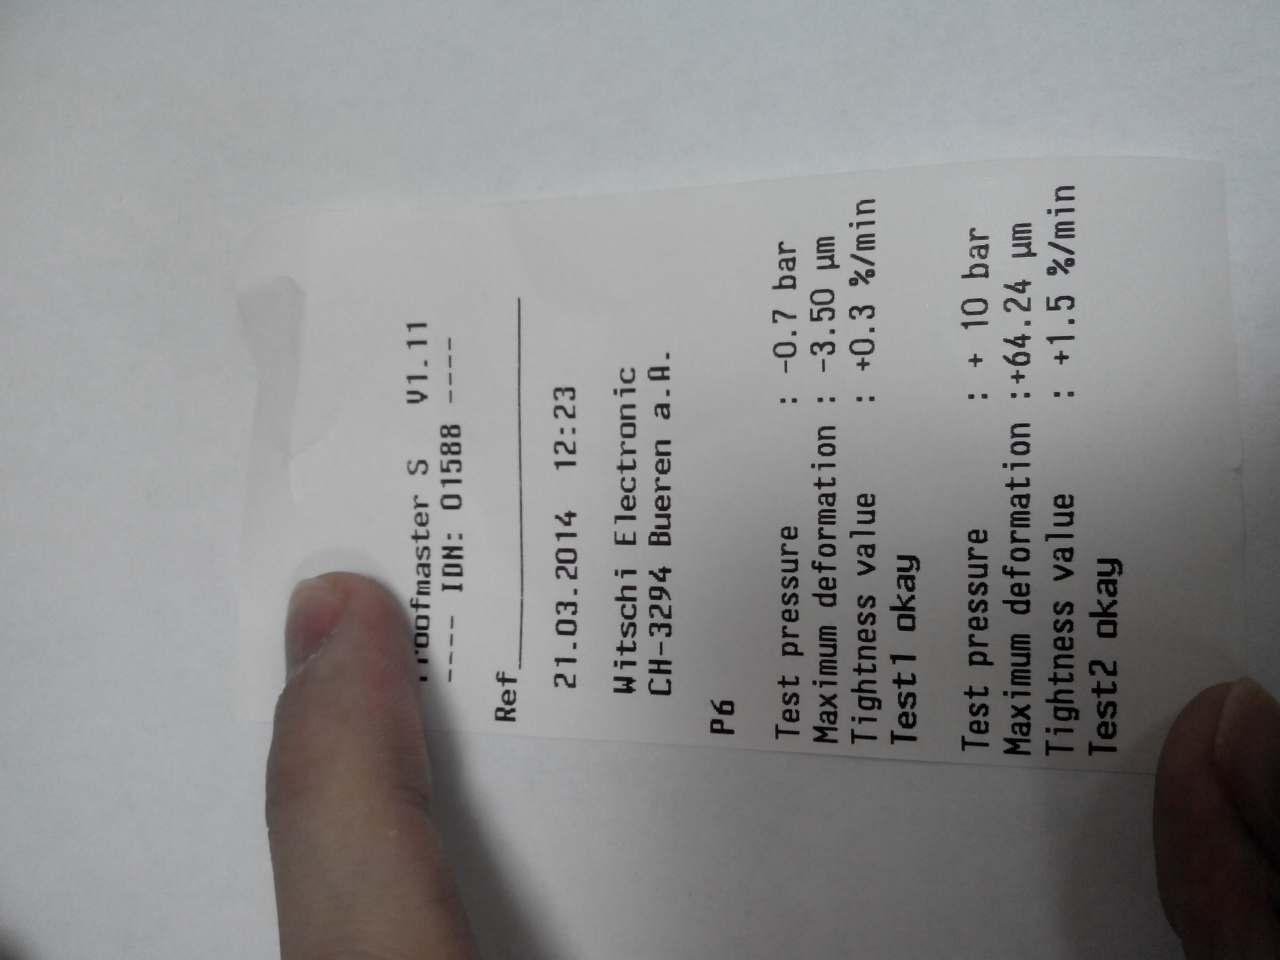 Proofmaster S V1.11
---- IDN: 01588 ----
Ref_______________
21.03.2014 12:23
Witschi Electronic
CH-3294 Bueren a.A.
P6
Test pressure : -0.7 bar
Maximum deformation : -3.50 µm
Tightness value : +0.3 %/min
Test1 okay
Test pressure : + 10 bar
Maximum deformation :+64.24 µm
Tightness value : +1.5 %/min
Test2 okay